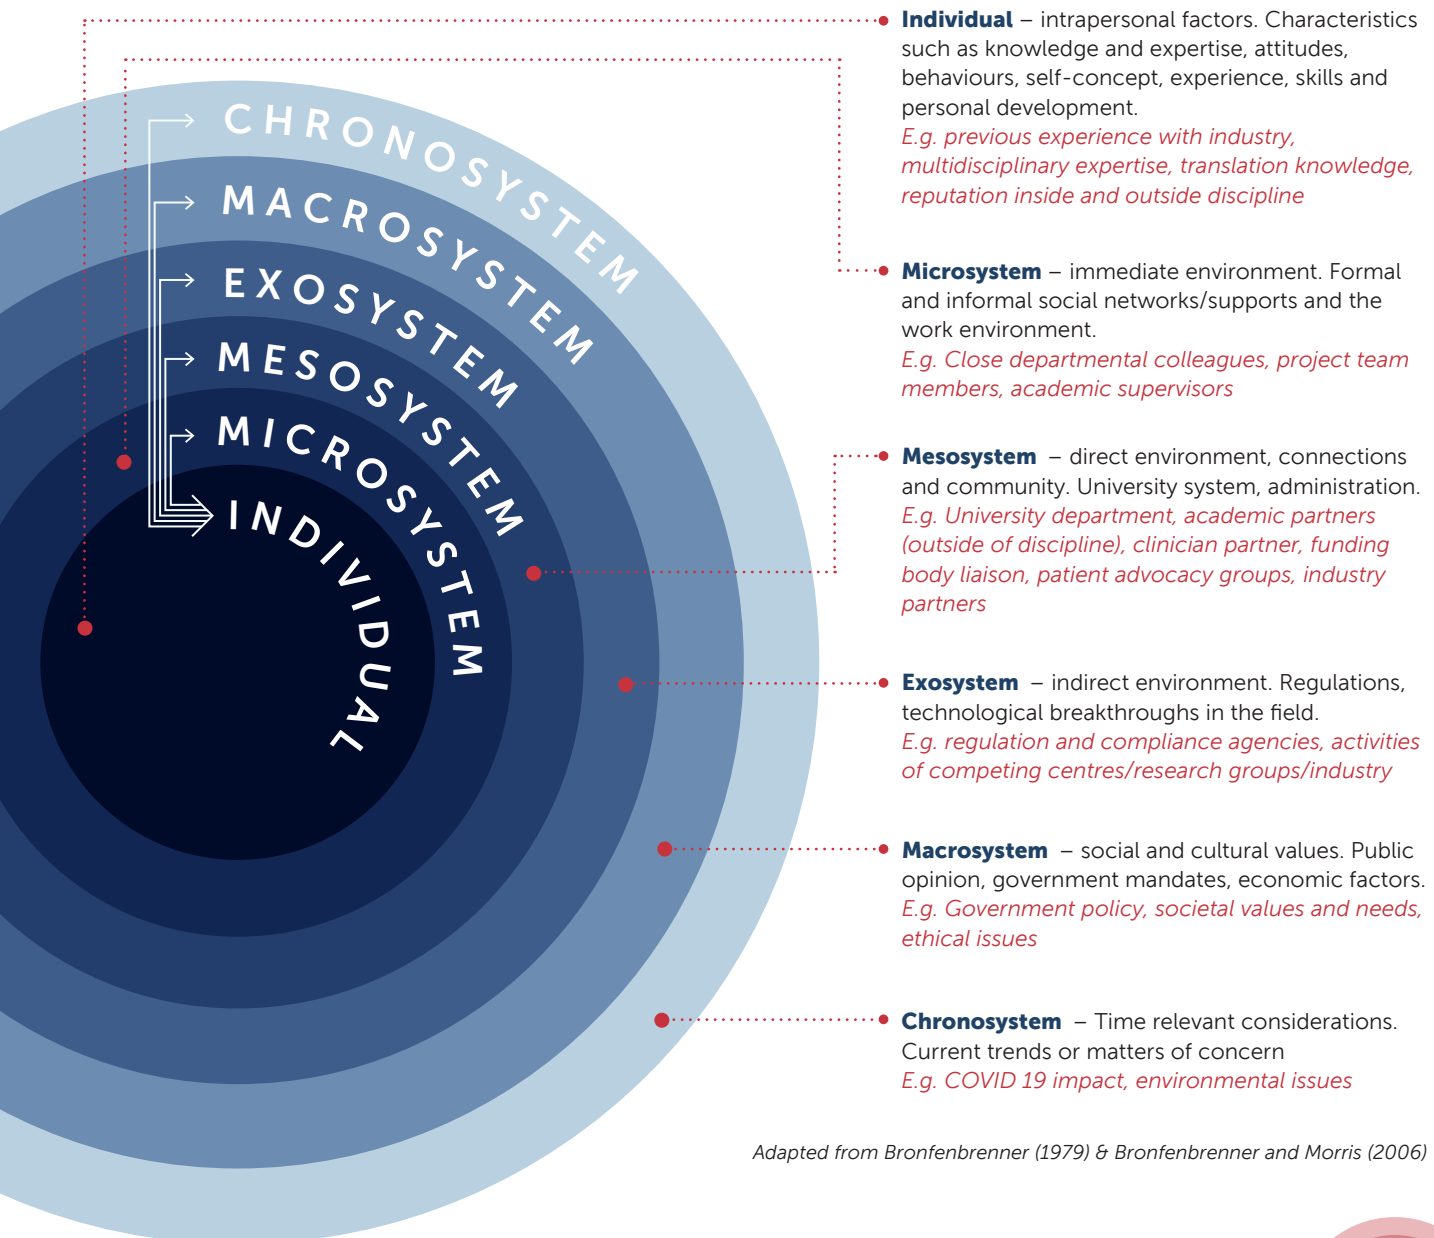 CHRONOSYSTEM
MACROSYSTEM
EXOSYSTEM
MESOSYSTEM
MICROSYSTEM
INDIVIDUAL
Individual – intrapersonal factors. Characteristics
such as knowledge and expertise, attitudes,
behaviours, self-concept, experience, skills and
personal development.
E.g. previous experience with industry,
multidisciplinary expertise, translation knowledge,
reputation inside and outside discipline
Microsystem – immediate environment. Formal
and informal social networks/supports and the
work environment.
E.g. Close departmental colleagues, project team
members, academic supervisors
Mesosystem – direct environment, connections
and community. University system, administration.
E.g. University department, academic partners
(outside of discipline), clinician partner, funding
body liaison, patient advocacy groups, industry
partners
Exosystem – indirect environment. Regulations,
technological breakthroughs in the field.
E.g. regulation and compliance agencies, activities
of competing centres/research groups/industry
Macrosystem – social and cultural values. Public
opinion, government mandates, economic factors.
E.g. Government policy, societal values and needs,
ethical issues
Chronosystem – Time relevant considerations.
Current trends or matters of concern
E.g. COVID 19 impact, environmental issues
Adapted from Bronfenbrenner (1979) & Bronfenbrenner and Morris (2006)